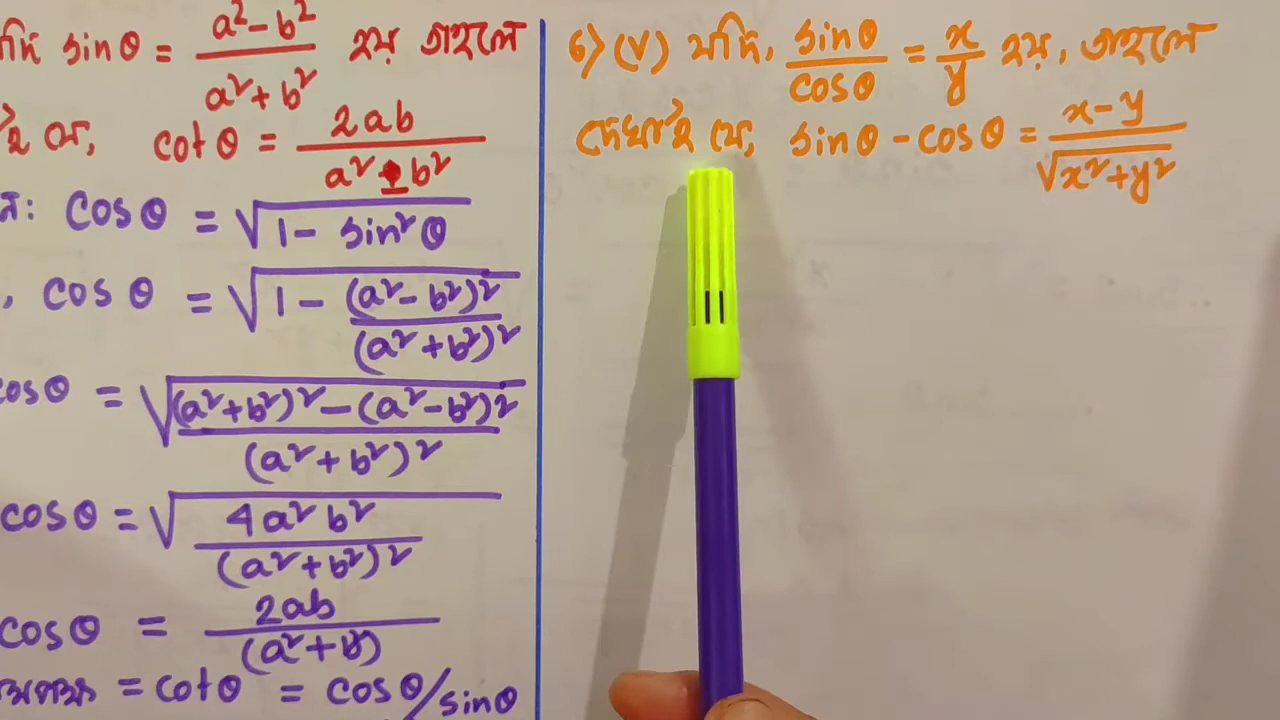 যদি sinθ = a²-b² / a²+b² হয় তাহলে
যে, cotθ = 2ab / a²-b²
cosθ = √1 - sin²θ
, cosθ = √1 - (a²-b²)² / (a²+b²)²
cosθ = √(a²+b²)² - (a²-b²)² / (a²+b²)²
cosθ = √4a²b² / (a²+b²)²
cosθ = 2ab / (a²+b²)
= cotθ = cosθ/sinθ
6) (v) যদি, sinθ / cosθ = x / y হয়, তাহলে
দেখাই যে, sinθ - cosθ = x-y / √x²+y²